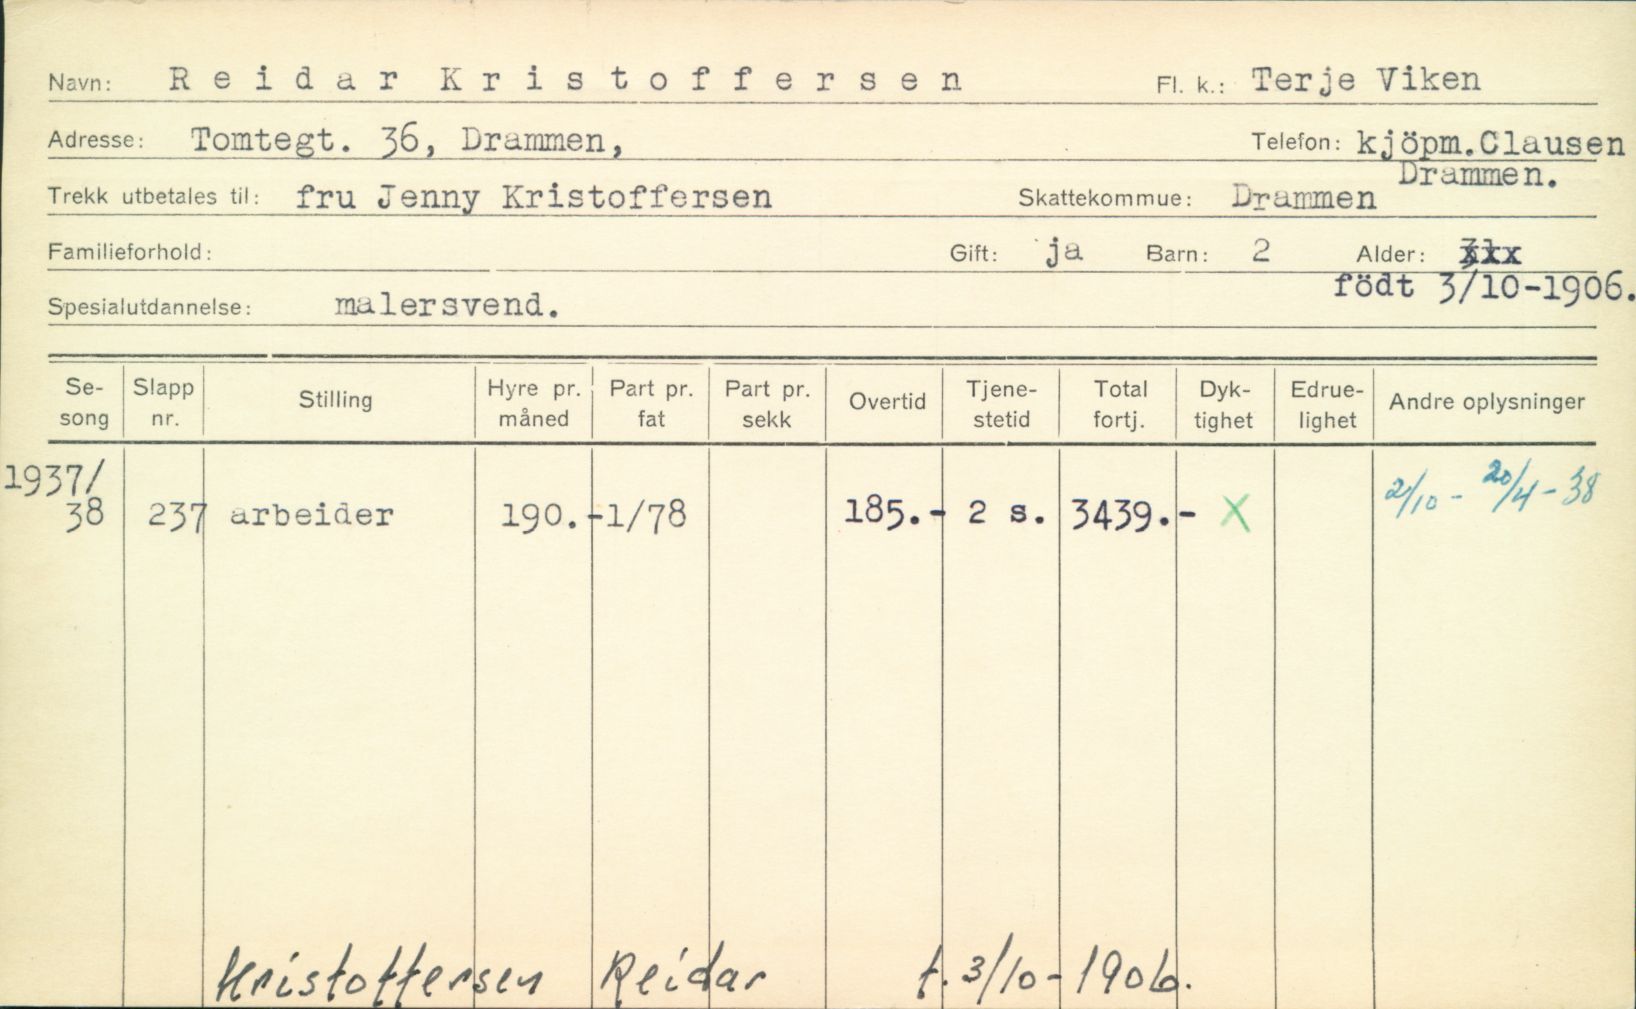 Navn: Reidar Kristoffersen Fl. k.: Terje Viken
Adresse: Tomtegt. 36, Drammen, Telefon: kjöpm.Clausen
Drammen.
Trekk utbetales til: fru Jenny Kristoffersen Skattekommue: Drammen
Familieforhold: Gift: ja Barn: 2 Alder:
födt 3/10-1906.
Spesialutdannelse: malersvend.
Se-song Slapp nr. Stilling Hyre pr. måned Part pr. fat Part pr. sekk Overtid Tjene-stetid Total fortj. Dyk-tighet Edrue-lighet Andre oplysninger
1937/
38 237 arbeider 190.- 1/78 185.- 2 s. 3439.- X 2/10 - 20/4 - 38
Kristoffersen Reidar f. 3/10-1906.